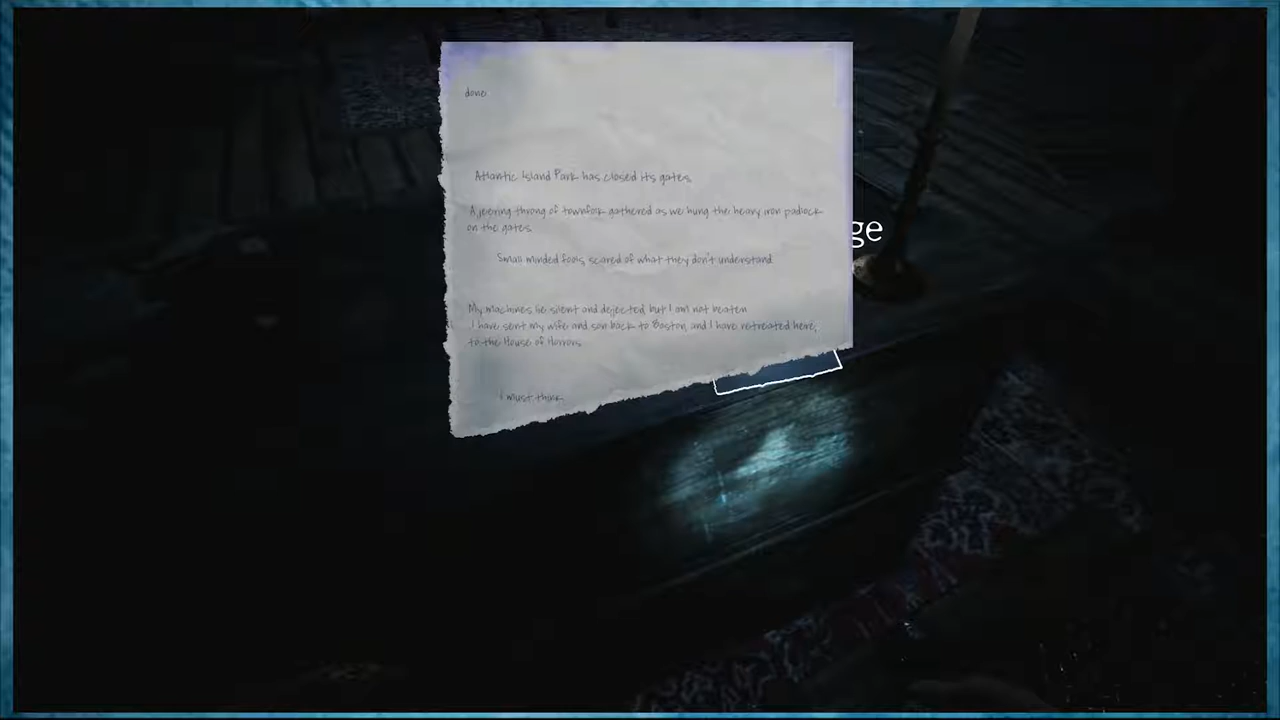 done.
Atlantic Island Park has closed its gates.
ge
A jeering throng of townfolk gathered as we hung the heavy iron padlock
on the gates.
Small minded fools, scared of what they don't understand.
My machines lie silent and dejected, but I am not beaten.
I have sent my wife and son back to Boston, and I have retreated here,
to the House of Horrors.
I must think.